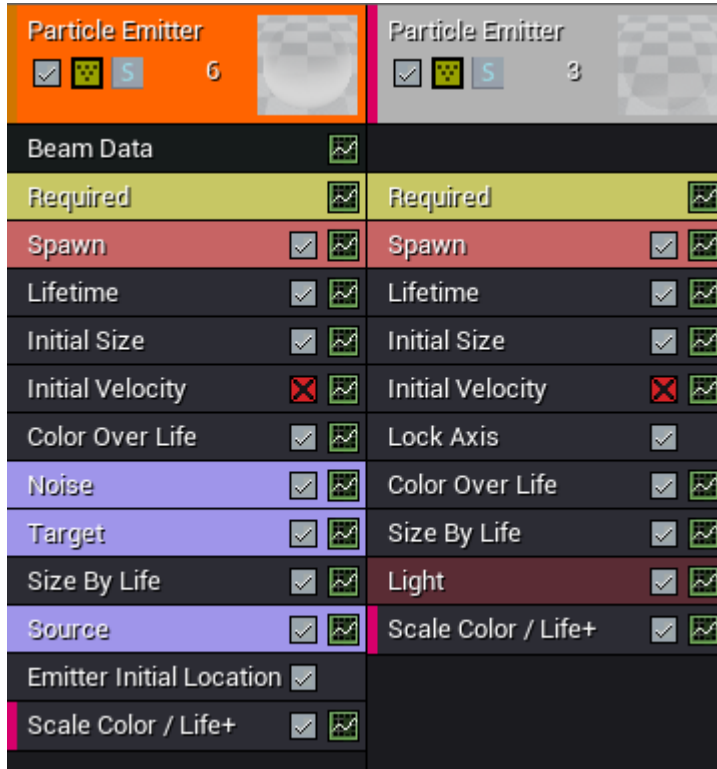 Particle Emitter
S 6
Beam Data
Required
Spawn
Lifetime
Initial Size
Initial Velocity
Color Over Life
Noise
Target
Size By Life
Source
Emitter Initial Location
Scale Color / Life+
Particle Emitter
S 3
Required
Spawn
Lifetime
Initial Size
Initial Velocity
Lock Axis
Color Over Life
Size By Life
Light
Scale Color / Life+